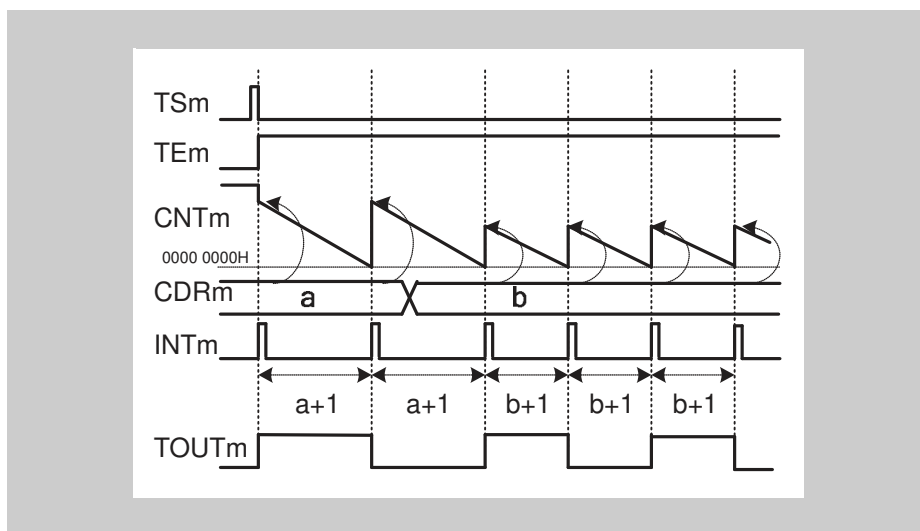 TSm
TEm
CNTm
0000 0000H
CDRm
a
b
INTm
a+1 a+1 b+1 b+1 b+1
TOUTm